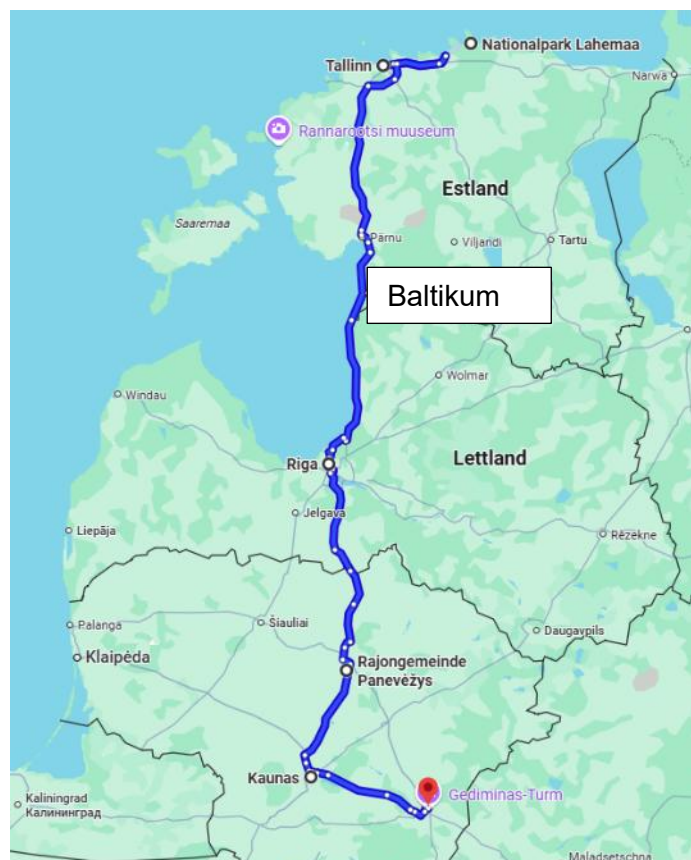 Nationalpark Lahemaa
Tallinn
Narwa
Rannarootsi muuseum
Estland
Saaremaa
Pärnu
Viljandi
Tartu
Baltikum
Wolmar
Windau
Riga
Lettland
Jelgava
Liepāja
Rēzekne
Palanga
Šiauliai
Daugavpils
Klaipėda
Rajongemeinde
Panevėžys
Kaunas
Gediminas-Turm
Kaliningrad
Калининград
Maladsetschna